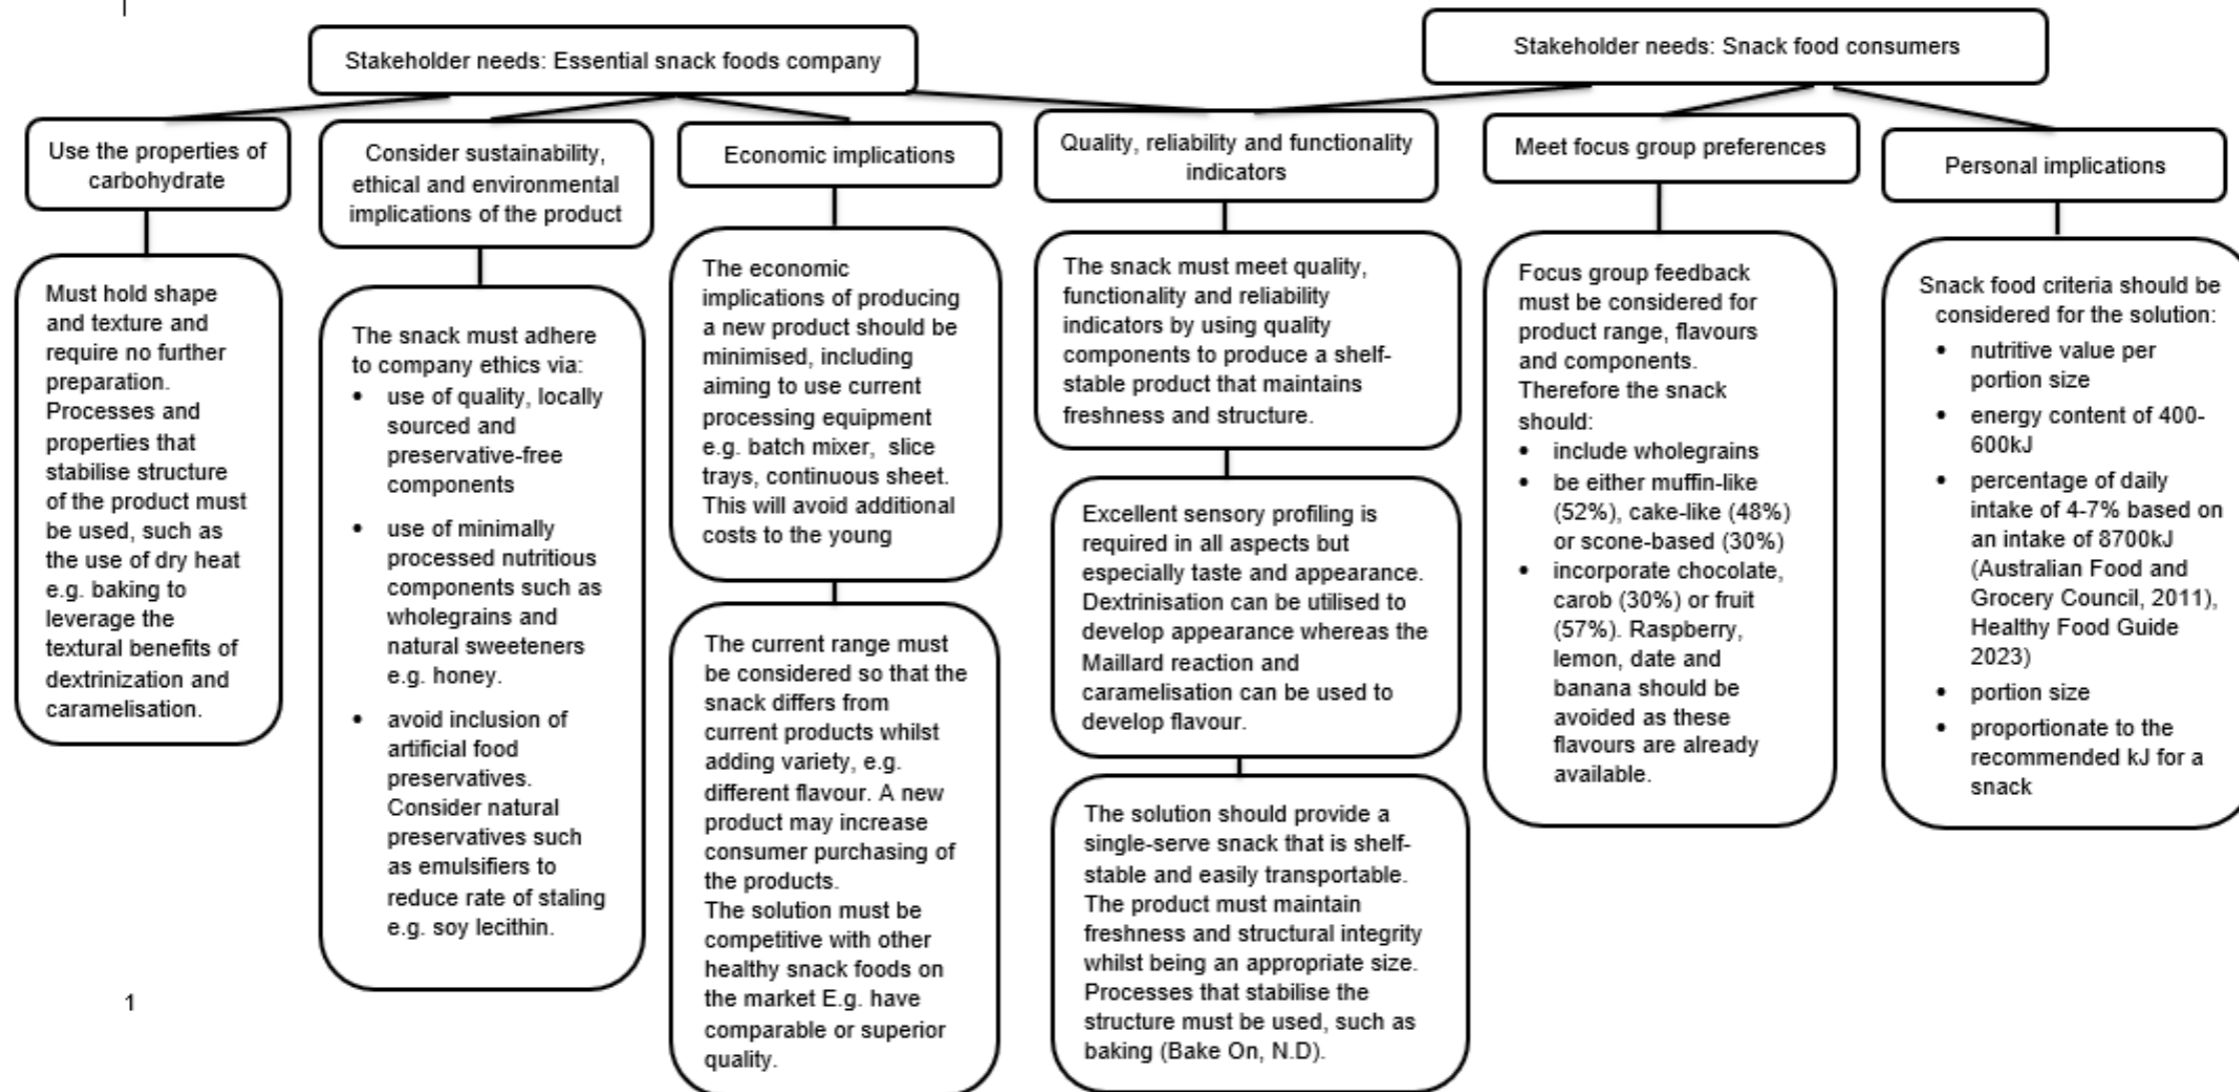 Stakeholder needs: Essential snack foods company
Stakeholder needs: Snack food consumers
Use the properties of
carbohydrate
Must hold shape
and texture and
require no further
preparation.
Processes and
properties that
stabilise structure
of the product must
be used, such as
the use of dry heat
e.g. baking to
leverage the
textural benefits of
dextrinization and
caramelisation.
Consider sustainability,
ethical and environmental
implications of the product
The snack must adhere
to company ethics via:
• use of quality, locally
sourced and
preservative-free
components
• use of minimally
processed nutritious
components such as
wholegrains and
natural sweeteners
e.g. honey.
• avoid inclusion of
artificial food
preservatives.
Consider natural
preservatives such
as emulsifiers to
reduce rate of staling
e.g. soy lecithin.
Economic implications
The economic
implications of producing
a new product should be
minimised, including
aiming to use current
processing equipment
e.g. batch mixer, slice
trays, continuous sheet.
This will avoid additional
costs to the young
The current range must
be considered so that the
snack differs from
current products whilst
adding variety, e.g.
different flavour. A new
product may increase
consumer purchasing of
the products.
The solution must be
competitive with other
healthy snack foods on
the market E.g. have
comparable or superior
quality.
Quality, reliability and functionality
indicators
The snack must meet quality,
functionality and reliability
indicators by using quality
components to produce a shelf-
stable product that maintains
freshness and structure.
Excellent sensory profiling is
required in all aspects but
especially taste and appearance.
Dextrinisation can be utilised to
develop appearance whereas the
Maillard reaction and
caramelisation can be used to
develop flavour.
The solution should provide a
single-serve snack that is shelf-
stable and easily transportable.
The product must maintain
freshness and structural integrity
whilst being an appropriate size.
Processes that stabilise the
structure must be used, such as
baking (Bake On, N.D).
Meet focus group preferences
Focus group feedback
must be considered for
product range, flavours
and components.
Therefore the snack
should:
• include wholegrains
• be either muffin-like
(52%), cake-like (48%)
or scone-based (30%)
• incorporate chocolate,
carob (30%) or fruit
(57%). Raspberry,
lemon, date and
banana should be
avoided as these
flavours are already
available.
Personal implications
Snack food criteria should be
considered for the solution:
• nutritive value per
portion size
• energy content of 400-
600kJ
• percentage of daily
intake of 4-7% based on
an intake of 8700kJ
(Australian Food and
Grocery Council, 2011),
Healthy Food Guide
2023)
• portion size
• proportionate to the
recommended kJ for a
snack
1